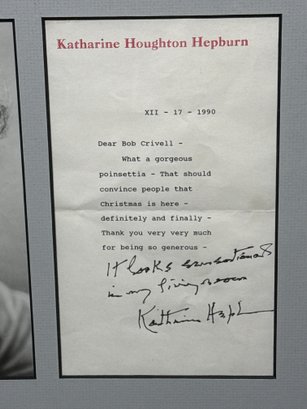 Katharine Houghton Hepburn
XII - 17 - 1990
Dear Bob Crivell -
What a gorgeous
poinsettia - That should
convince people that
Christmas is here -
definitely and finally -
Thank you very very much
for being so generous -
It looks sensational
in my living room
Katharine Hepburn